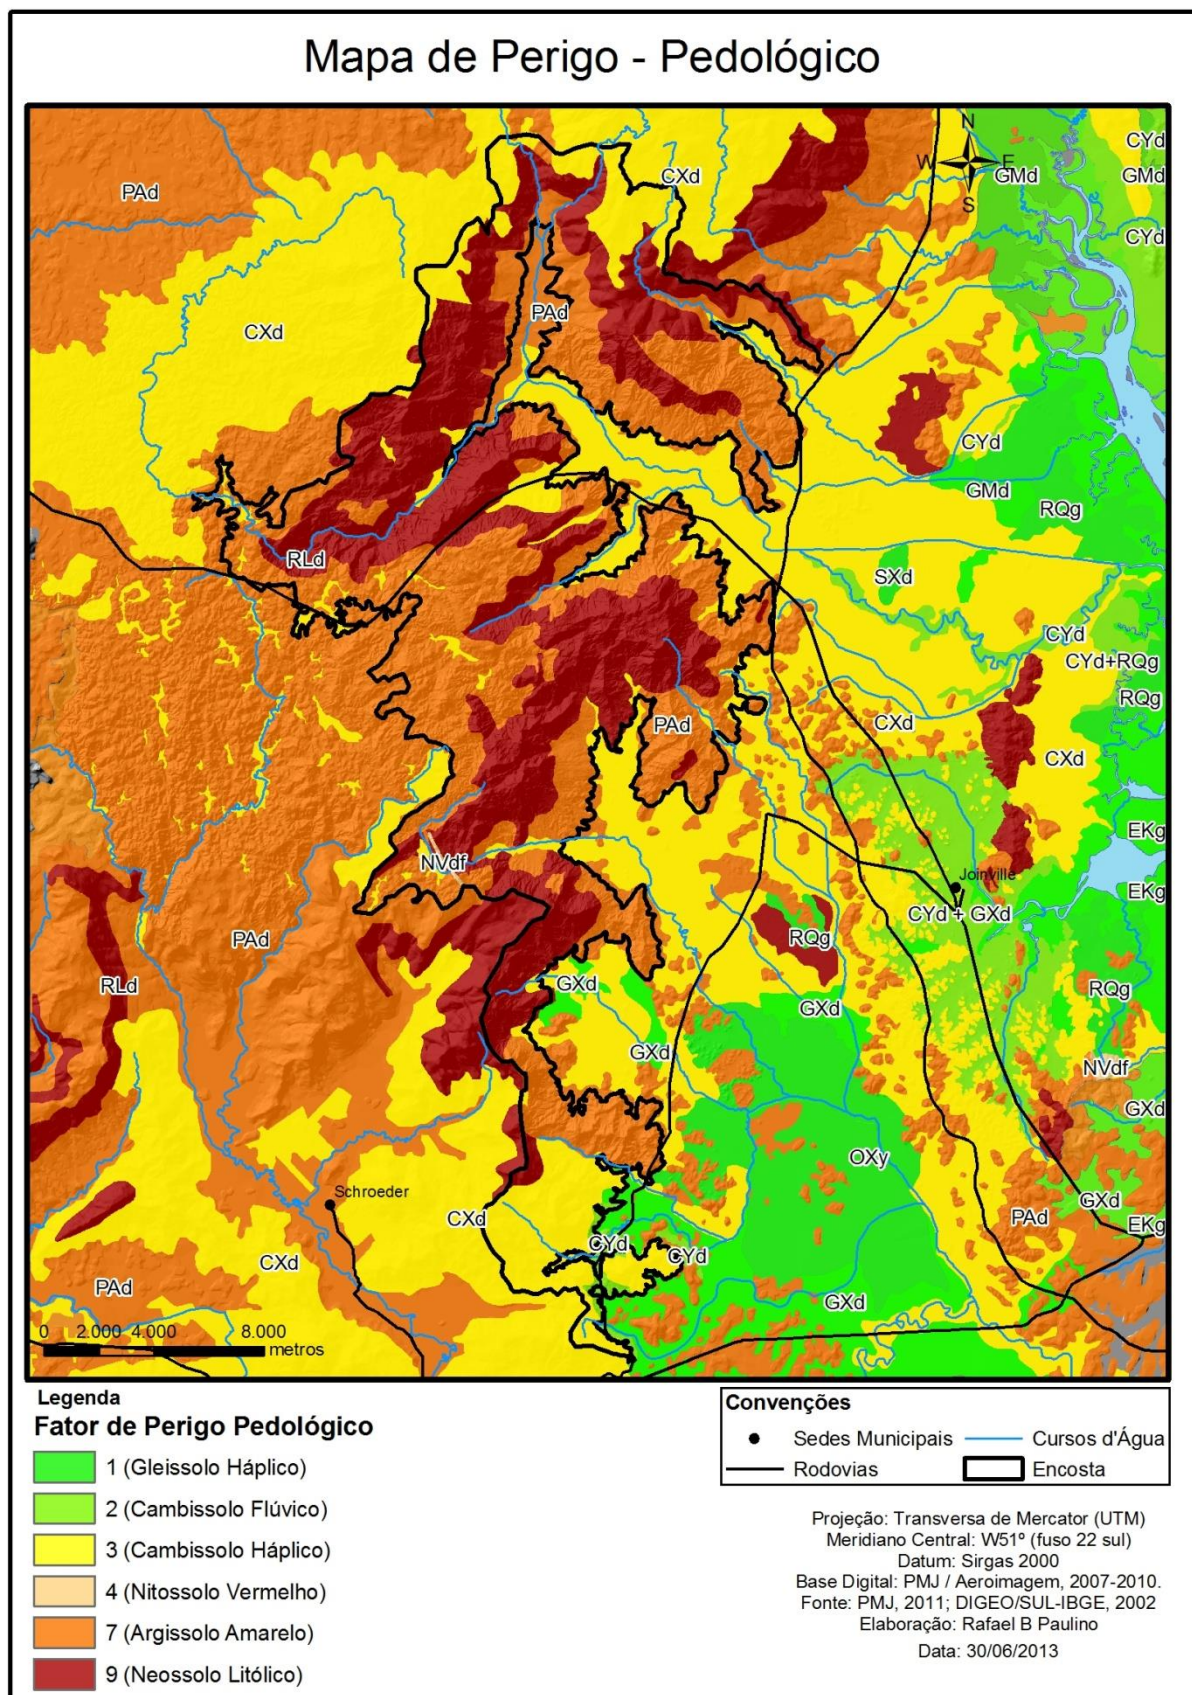 Mapa de Perigo - Pedológico
CYd
N
W
E
S
GMd
GMd
CXd
PAd
CYd
CXd
PAd
CYd
GMd
RQg
RLd
SXd
CYd
CYd+RQg
RQg
PAd
CXd
CXd
EKg
NVdf
Joinville
EKg
CYd + GXd
PAd
RQg
RLd
GXd
RQg
GXd
GXd
NVdf
GXd
OXy
Schroeder
GXd
PAd
EKg
CXd
CYd
CYd
CXd
PAd
GXd
0 2.000 4.000 8.000
metros
Legenda
Fator de Perigo Pedológico
1 (Gleissolo Háplico)
2 (Cambissolo Flúvico)
3 (Cambissolo Háplico)
4 (Nitossolo Vermelho)
7 (Argissolo Amarelo)
9 (Neossolo Litólico)
Convenções
Sedes Municipais
Cursos d'Água
Rodovias
Encosta
Projeção: Transversa de Mercator (UTM)
Meridiano Central: W51º (fuso 22 sul)
Datum: Sirgas 2000
Base Digital: PMJ / Aeroimagem, 2007-2010.
Fonte: PMJ, 2011; DIGEO/SUL-IBGE, 2002
Elaboração: Rafael B Paulino
Data: 30/06/2013